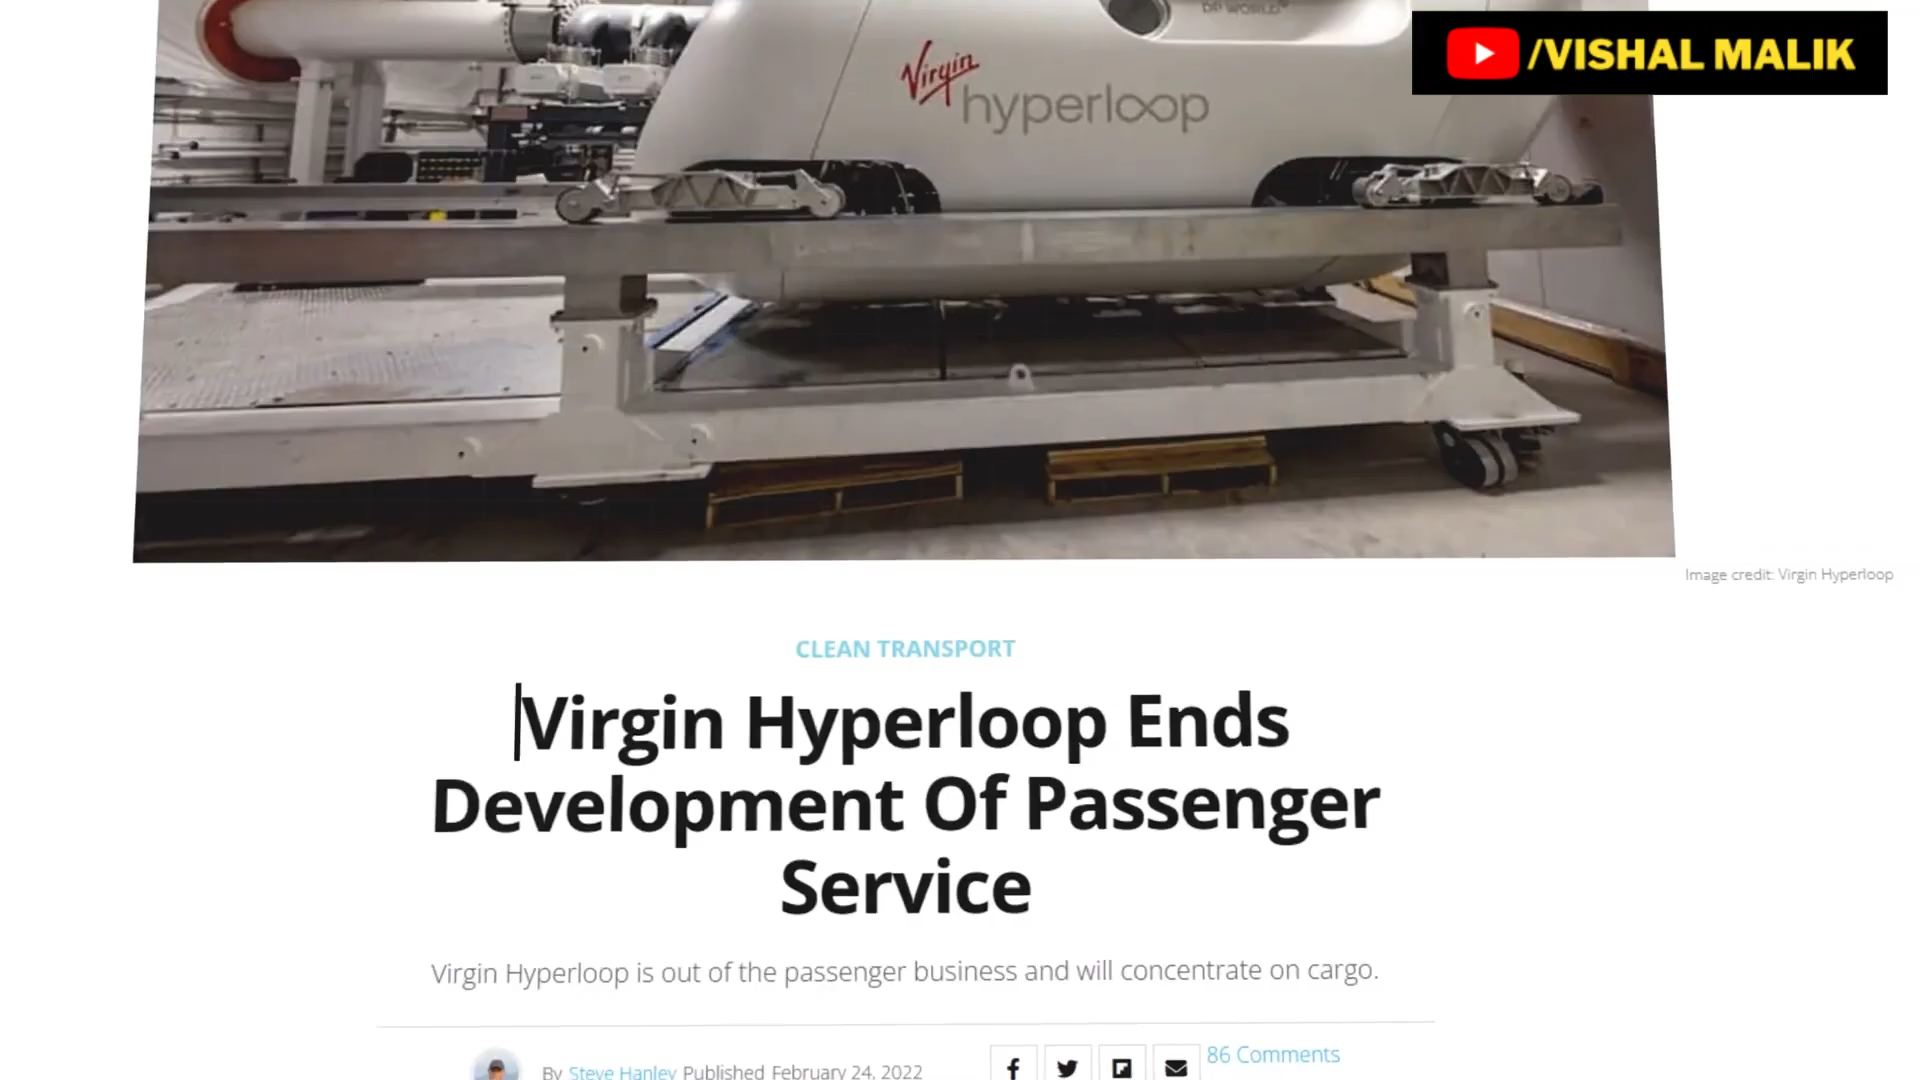 DP WORLD
/VISHAL MALIK
Virgin
hyperloop
Image credit: Virgin Hyperloop
CLEAN TRANSPORT
Virgin Hyperloop Ends
Development Of Passenger
Service
Virgin Hyperloop is out of the passenger business and will concentrate on cargo.
By Steve Hanley Published February 24, 2022
86 Comments